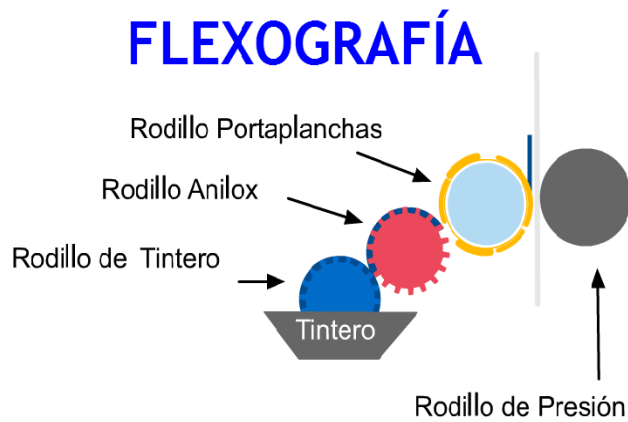 FLEXOGRAFÍA
Rodillo Portaplanchas
Rodillo Anilox
Rodillo de Tintero
Tintero
Rodillo de Presión